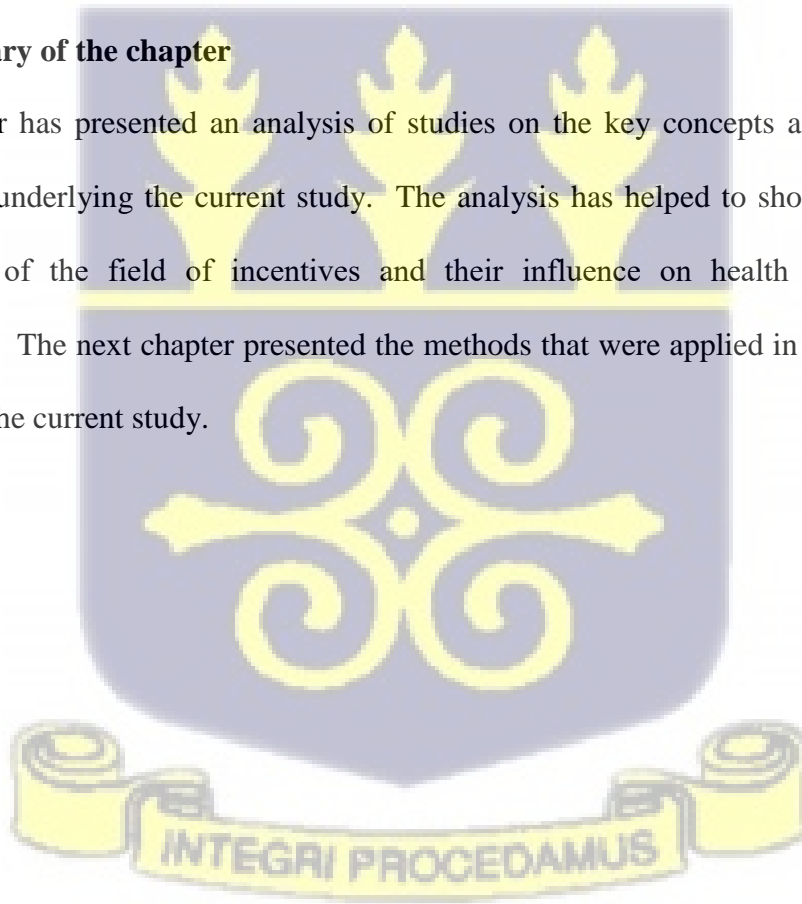 ary of the chapter
r has presented an analysis of studies on the key concepts a
underlying the current study. The analysis has helped to sho
of the field of incentives and their influence on health
The next chapter presented the methods that were applied in
he current study.
INTEGRI PROCEDAMUS